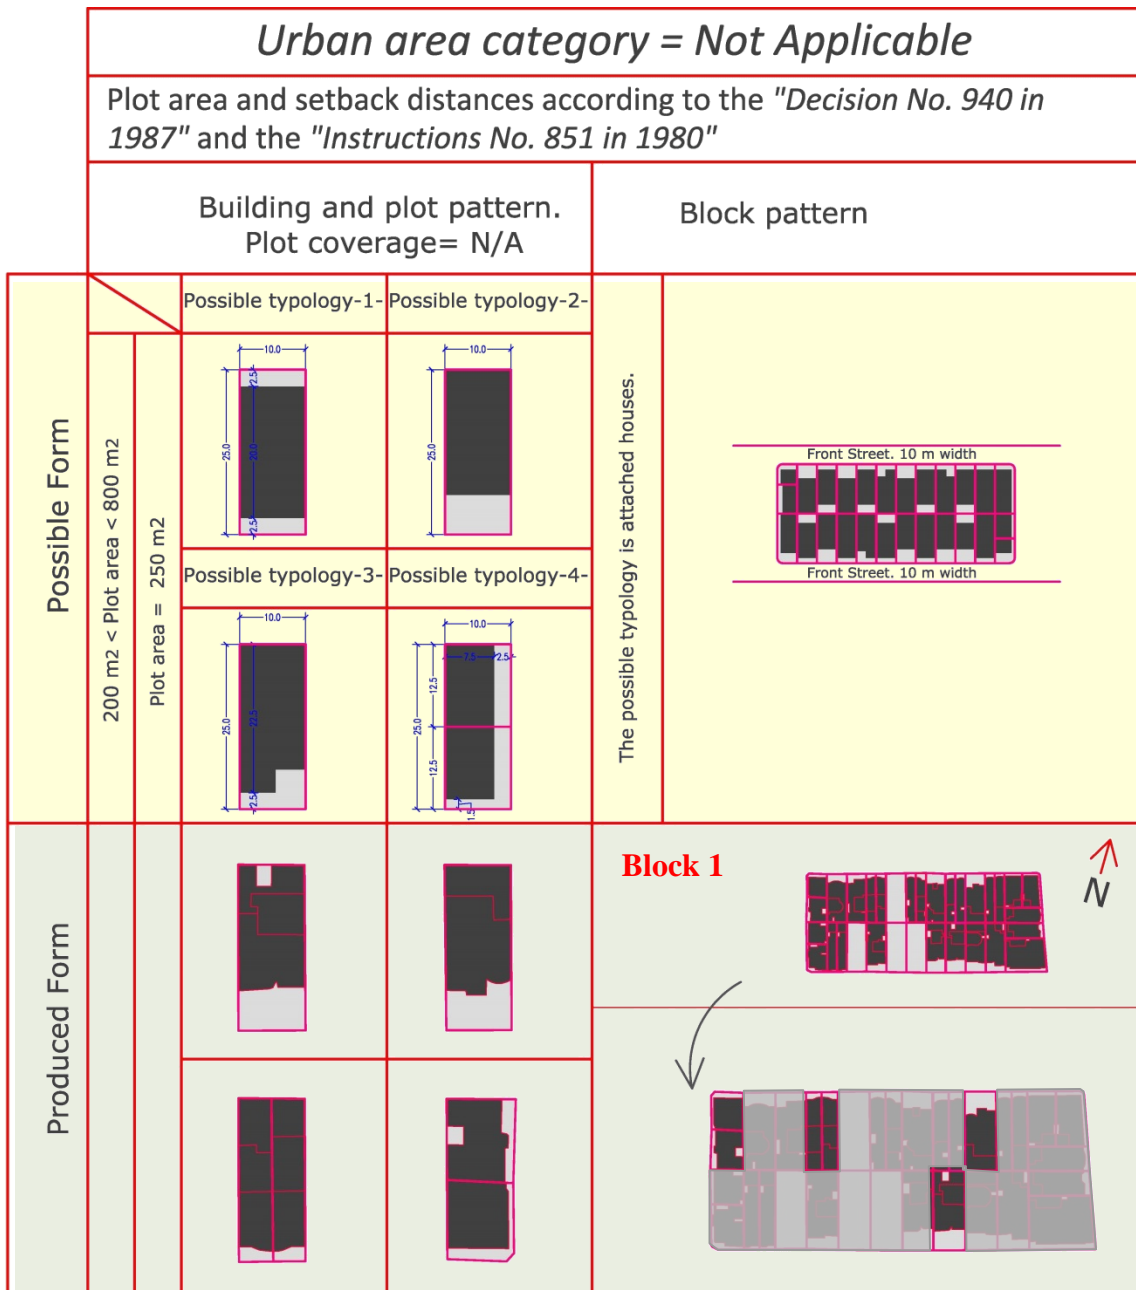 Urban area category = Not Applicable
Plot area and setback distances according to the "Decision No. 940 in
1987" and the "Instructions No. 851 in 1980"
Building and plot pattern.
Plot coverage= N/A
Block pattern
Possible Form
200 m2 < Plot area < 800 m2
Plot area = 250 m2
Possible typology-1-
Possible typology-2-
10.0
2.5
25.0
20.0
2.5
10.0
25.0
Possible typology-3-
Possible typology-4-
10.0
25.0
22.5
2.5
10.0
7.5
2.5
12.5
25.0
12.5
1.5
The possible typology is attached houses.
Front Street. 10 m width
Front Street. 10 m width
Produced Form
Block 1
N